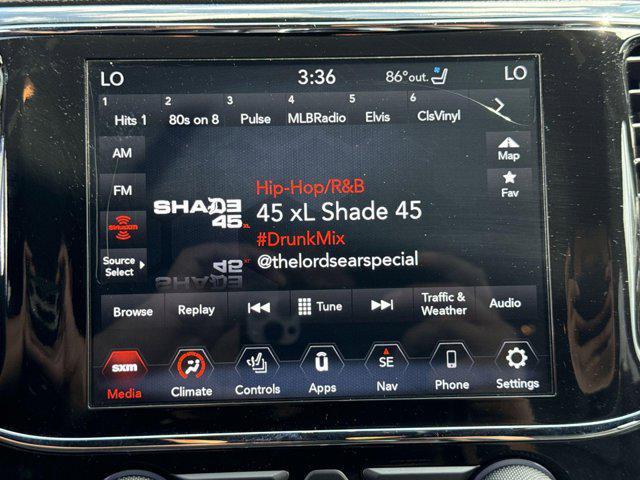 LO 3:36 86° out. LO
1 2 3 4 5 6
Hits 1 80s on 8 Pulse MLBRadio Elvis ClsVinyl
AM
Map
FM
Fav
SHADE 45 XL
Hip-Hop/R&B
45 xL Shade 45
#DrunkMix
@thelordsearspecial
siriusxm
Source
Select
Browse Replay Tune Traffic &
Weather Audio
sxm SE
Media Climate Controls Apps Nav Phone Settings